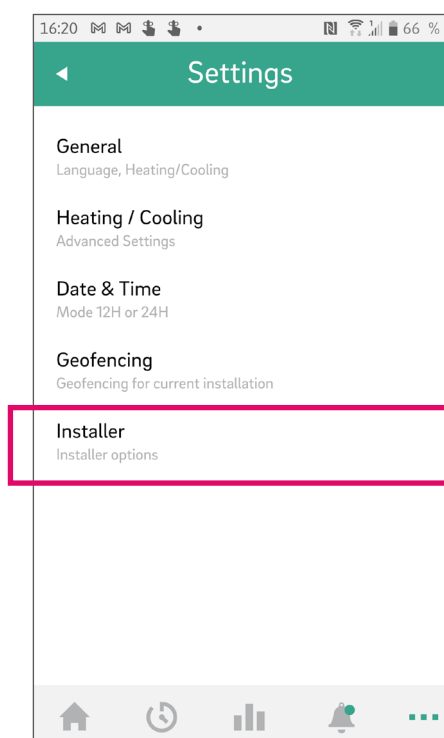 16:20 66 %
Settings
General
Language, Heating/Cooling
Heating / Cooling
Advanced Settings
Date & Time
Mode 12H or 24H
Geofencing
Geofencing for current installation
Installer
Installer options